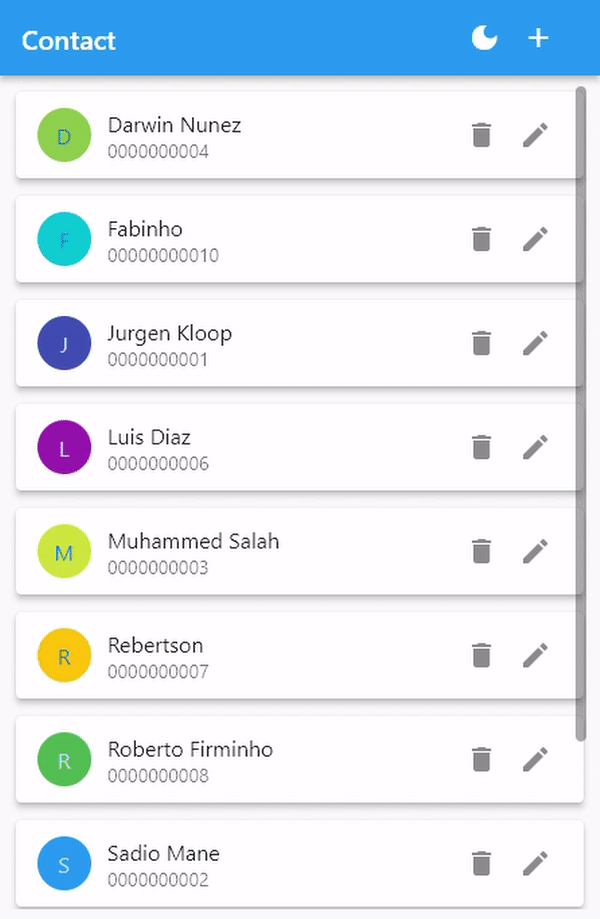 Contact
D
Darwin Nunez
0000000004
F
Fabinho
00000000010
J
Jurgen Kloop
0000000001
L
Luis Diaz
0000000006
M
Muhammed Salah
0000000003
R
Rebertson
0000000007
R
Roberto Firminho
0000000008
S
Sadio Mane
0000000002